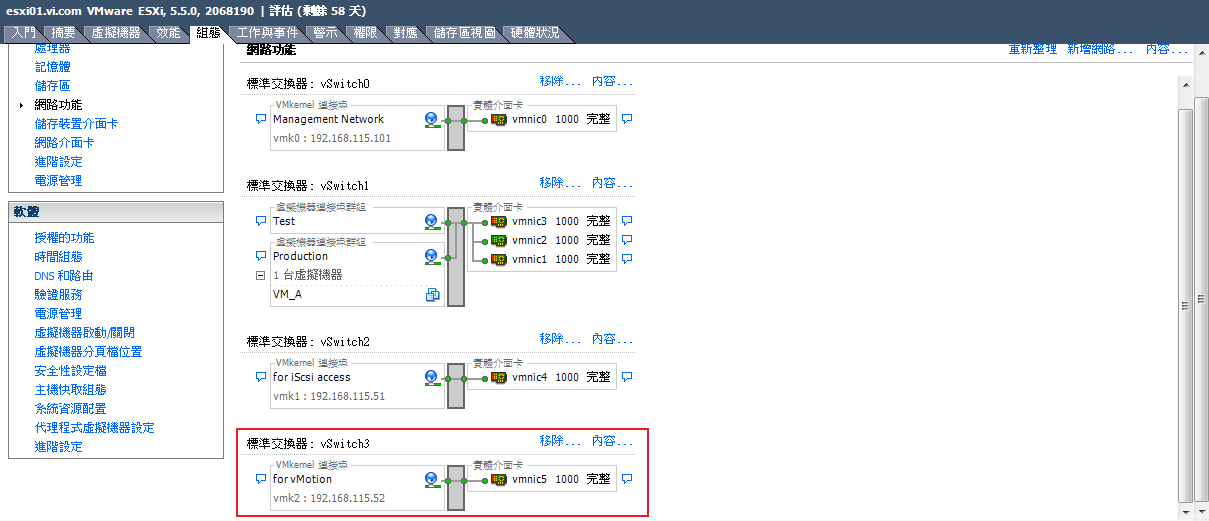 esxi01.vi.com VMware ESXi, 5.5.0, 2068190 | 評估 (剩餘 58 天)
入門 摘要 虛擬機器 效能 組態 工作與事件 警示 權限 對應 儲存區視圖 硬體狀況
處理器
記憶體
儲存區
網路功能
儲存裝置介面卡
網路介面卡
進階設定
電源管理
軟體
授權的功能
時間組態
DNS 和路由
驗證服務
電源管理
虛擬機器啟動/關閉
虛擬機器分頁檔位置
安全性設定檔
主機快取組態
系統資源配置
代理程式虛擬機器設定
進階設定
網路功能 重新整理 新增網路... 內容...
標準交換器: vSwitch0 移除... 內容...
VMkernel 連接埠 實體介面卡
Management Network vmnic0 1000 完整
vmk0 : 192.168.115.101
標準交換器: vSwitch1 移除... 內容...
虛擬機器連接埠群組 實體介面卡
Test vmnic3 1000 完整
虛擬機器連接埠群組 vmnic2 1000 完整
Production vmnic1 1000 完整
1 台虛擬機器
VM_A
標準交換器: vSwitch2 移除... 內容...
VMkernel 連接埠 實體介面卡
for iScsi access vmnic4 1000 完整
vmk1 : 192.168.115.51
標準交換器: vSwitch3 移除... 內容...
VMkernel 連接埠 實體介面卡
for vMotion vmnic5 1000 完整
vmk2 : 192.168.115.52